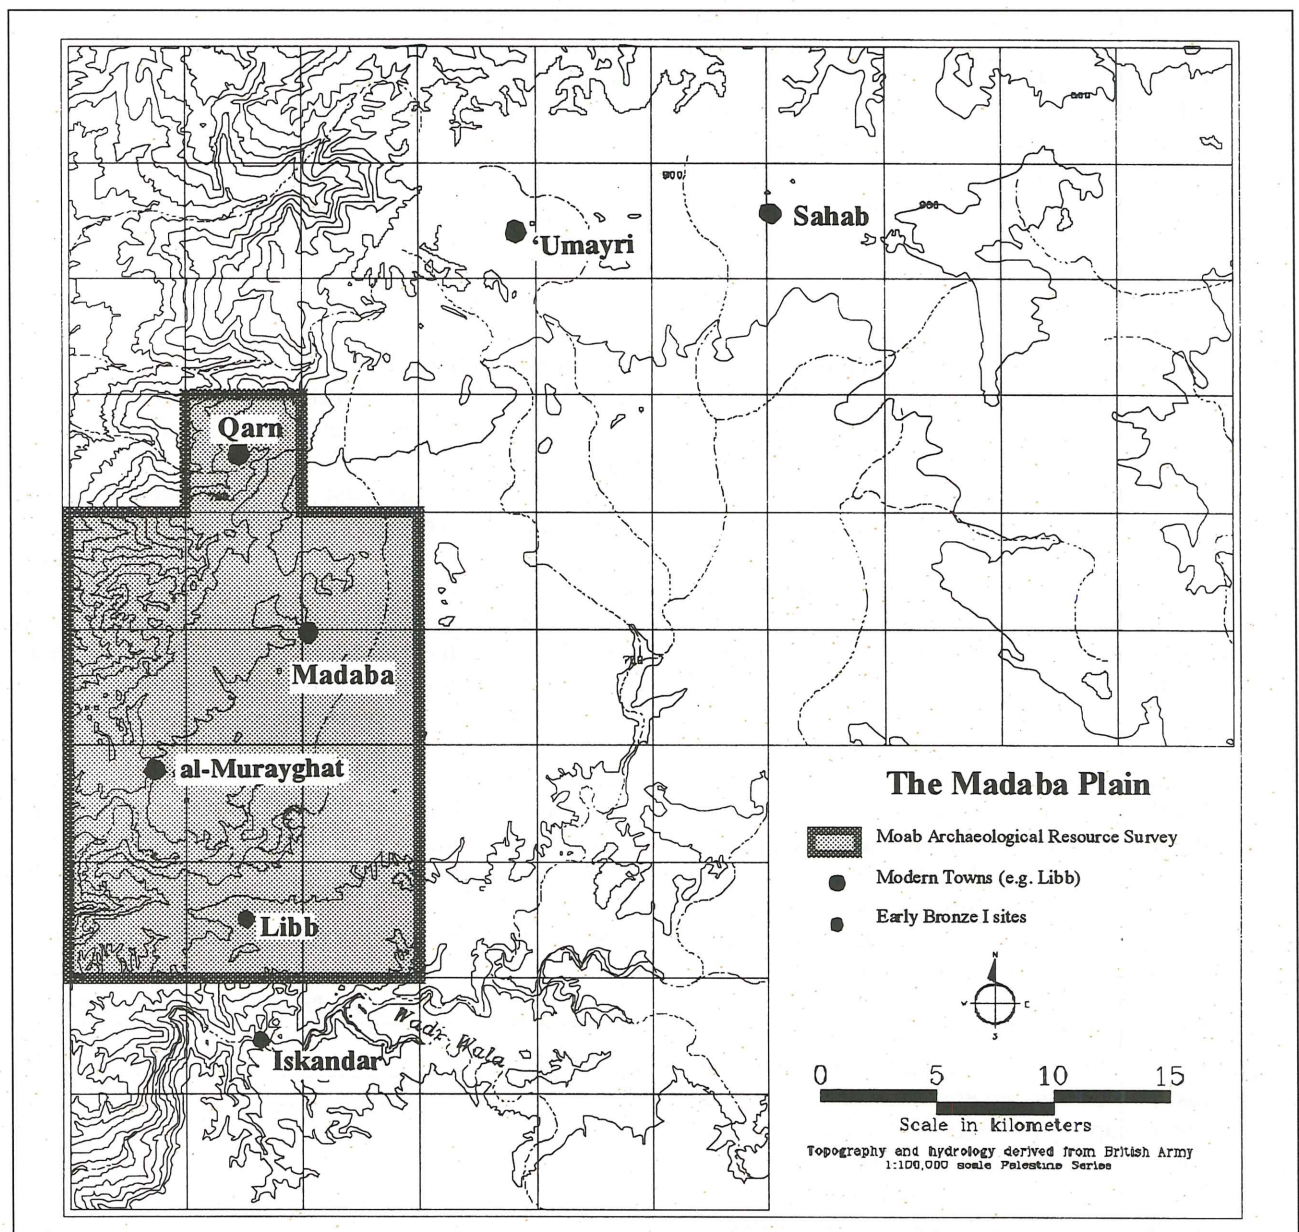 900
Sahab
'Umayri
Qarn
Madaba
al-Murayghat
Libb
Wadi Wala
Iskandar
The Madaba Plain
Moab Archaeological Resource Survey
Modern Towns (e.g. Libb)
Early Bronze I sites
N
0 5 10 15
Scale in kilometers
Topography and hydrology derived from British Army
1:100,000 scale Palestine Series